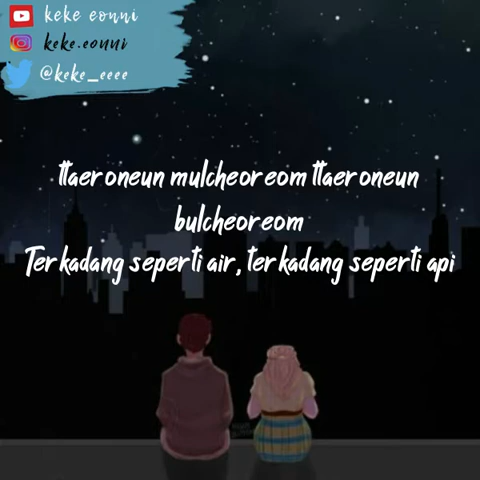 keke eonni
keke.eonni
@keke_eeee
ttaeroneun mulcheoreom ttaeroneun
bulcheoreom
Terkadang seperti air, terkadang seperti api